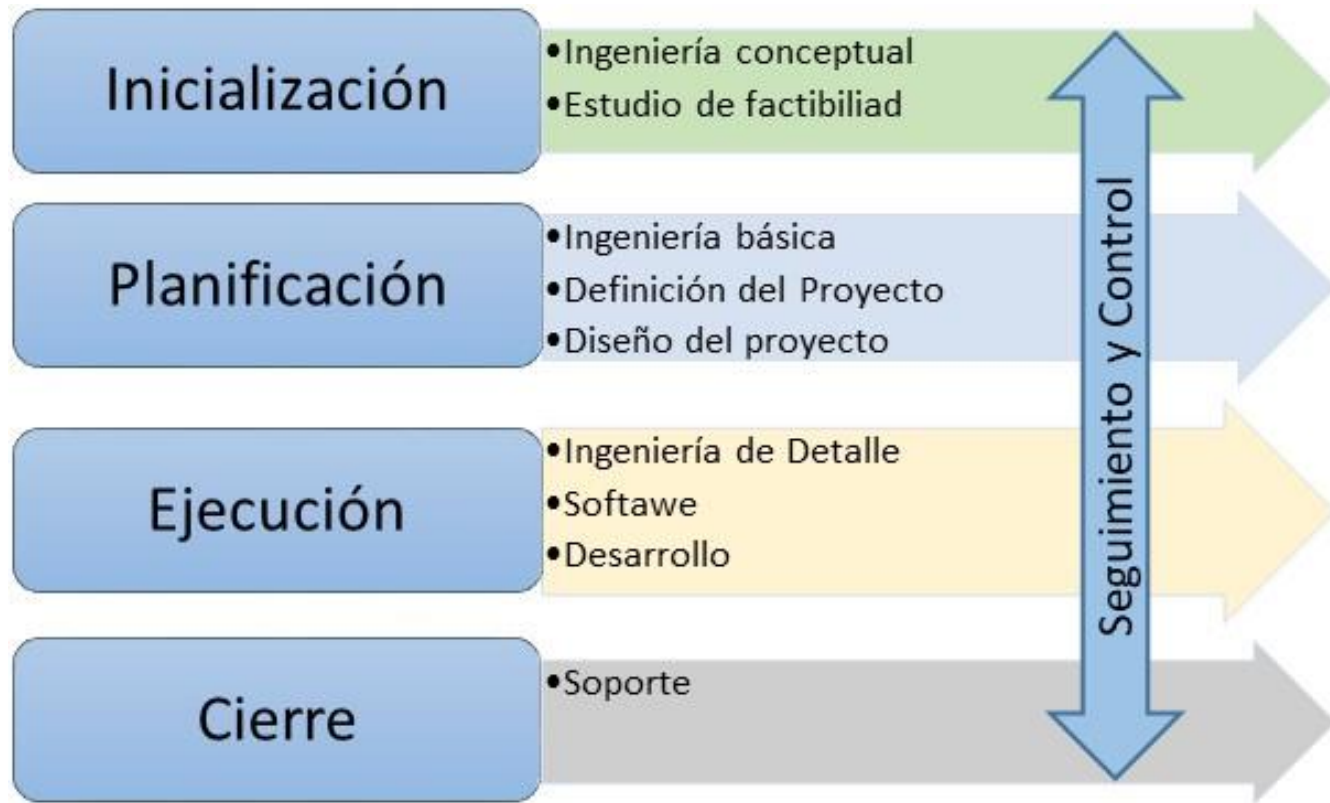 Inicialización
•Ingeniería conceptual
•Estudio de factibiliad
Planificación
•Ingeniería básica
•Definición del Proyecto
•Diseño del proyecto
Ejecución
•Ingeniería de Detalle
•Softawe
•Desarrollo
Cierre
•Soporte
Seguimiento y Control